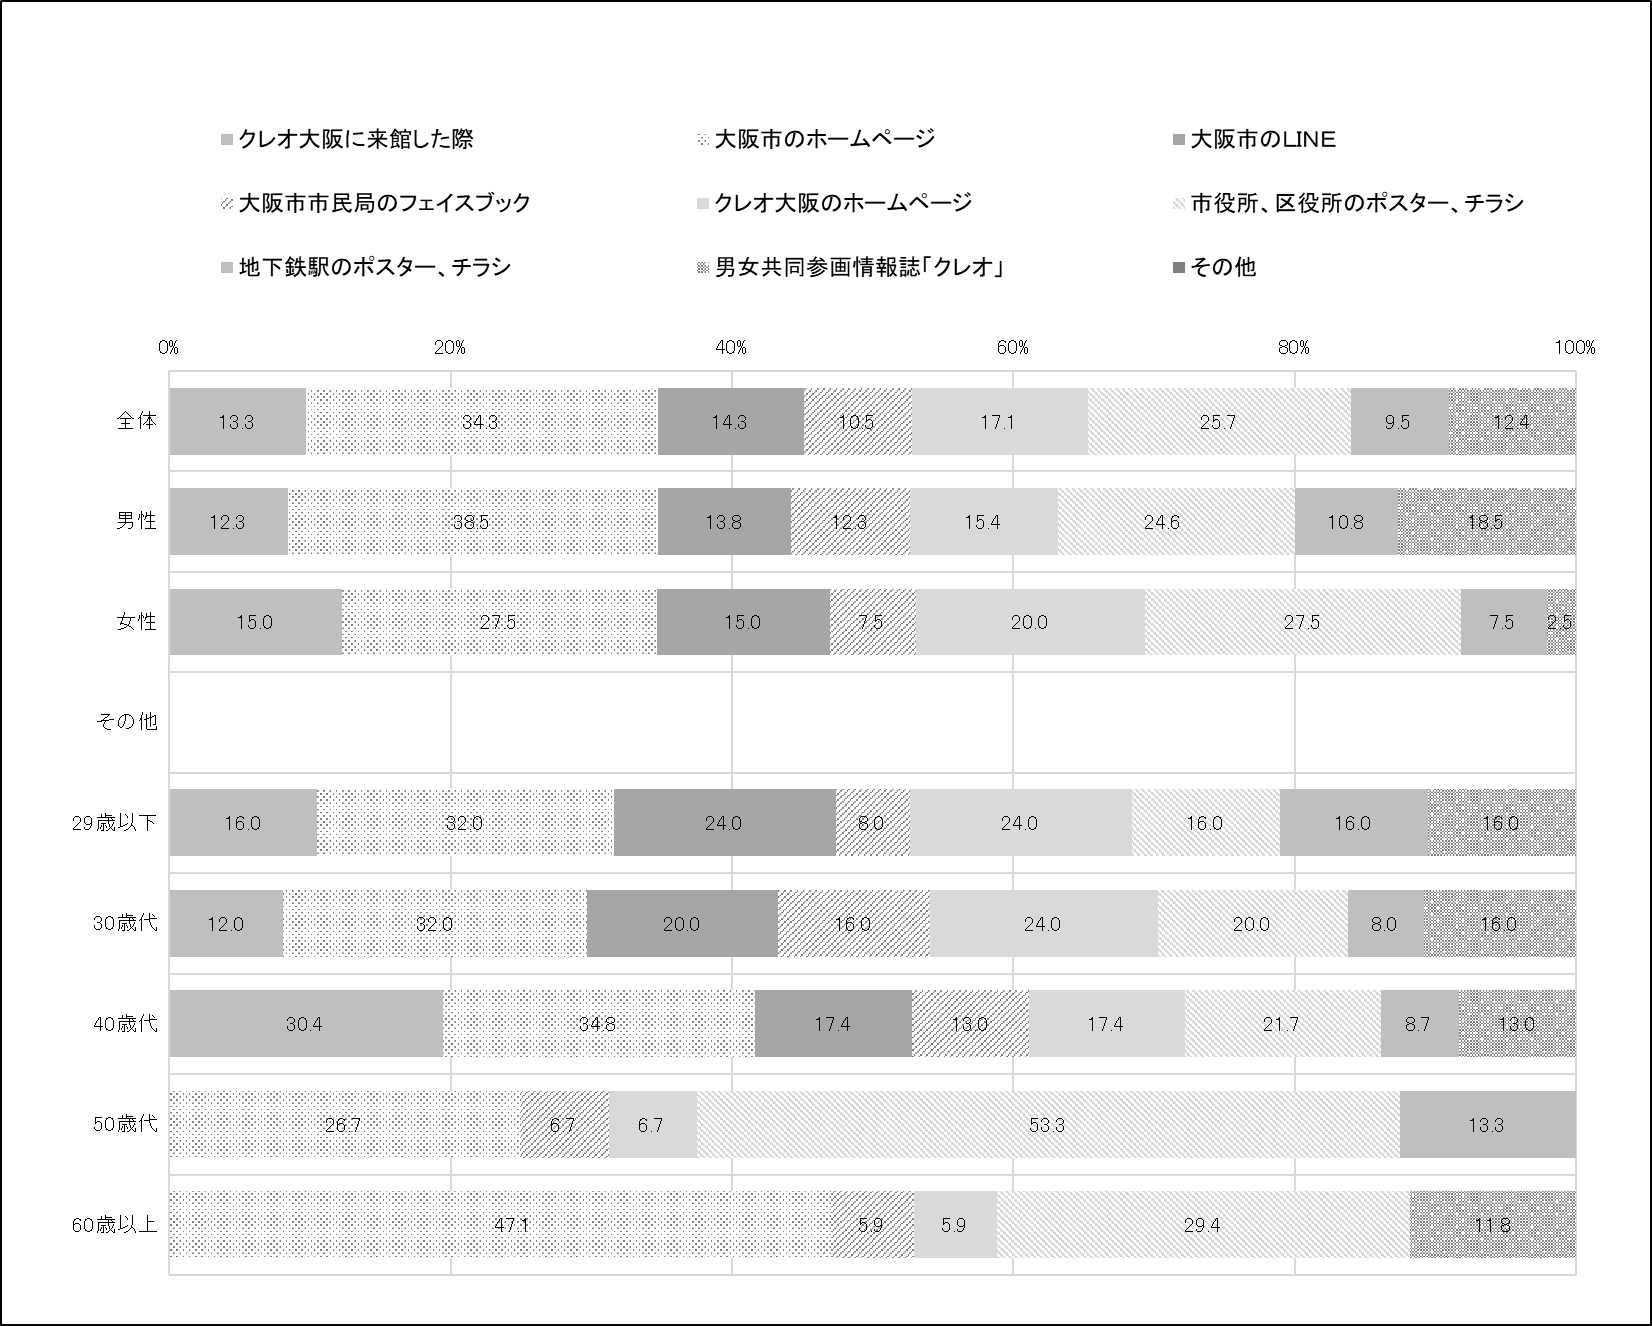 クレオ大阪に来館した際 大阪市のホームページ 大阪市のLINE
大阪市市民局のフェイスブック クレオ大阪のホームページ 市役所、区役所のポスター、チラシ
地下鉄駅のポスター、チラシ 男女共同参画情報誌「クレオ」 その他
0% 20% 40% 60% 80% 100%
全体 13.3 34.3 14.3 10.5 17.1 25.7 9.5 12.4
男性 12.3 38.5 13.8 12.3 15.4 24.6 10.8 18.5
女性 15.0 27.5 15.0 7.5 20.0 27.5 7.5 2.5
その他
29歳以下 16.0 32.0 24.0 8.0 24.0 16.0 16.0 16.0
30歳代 12.0 32.0 20.0 16.0 24.0 20.0 8.0 16.0
40歳代 30.4 34.8 17.4 13.0 17.4 21.7 8.7 13.0
50歳代 26.7 6.7 6.7 53.3 13.3
60歳以上 47.1 5.9 5.9 29.4 11.8